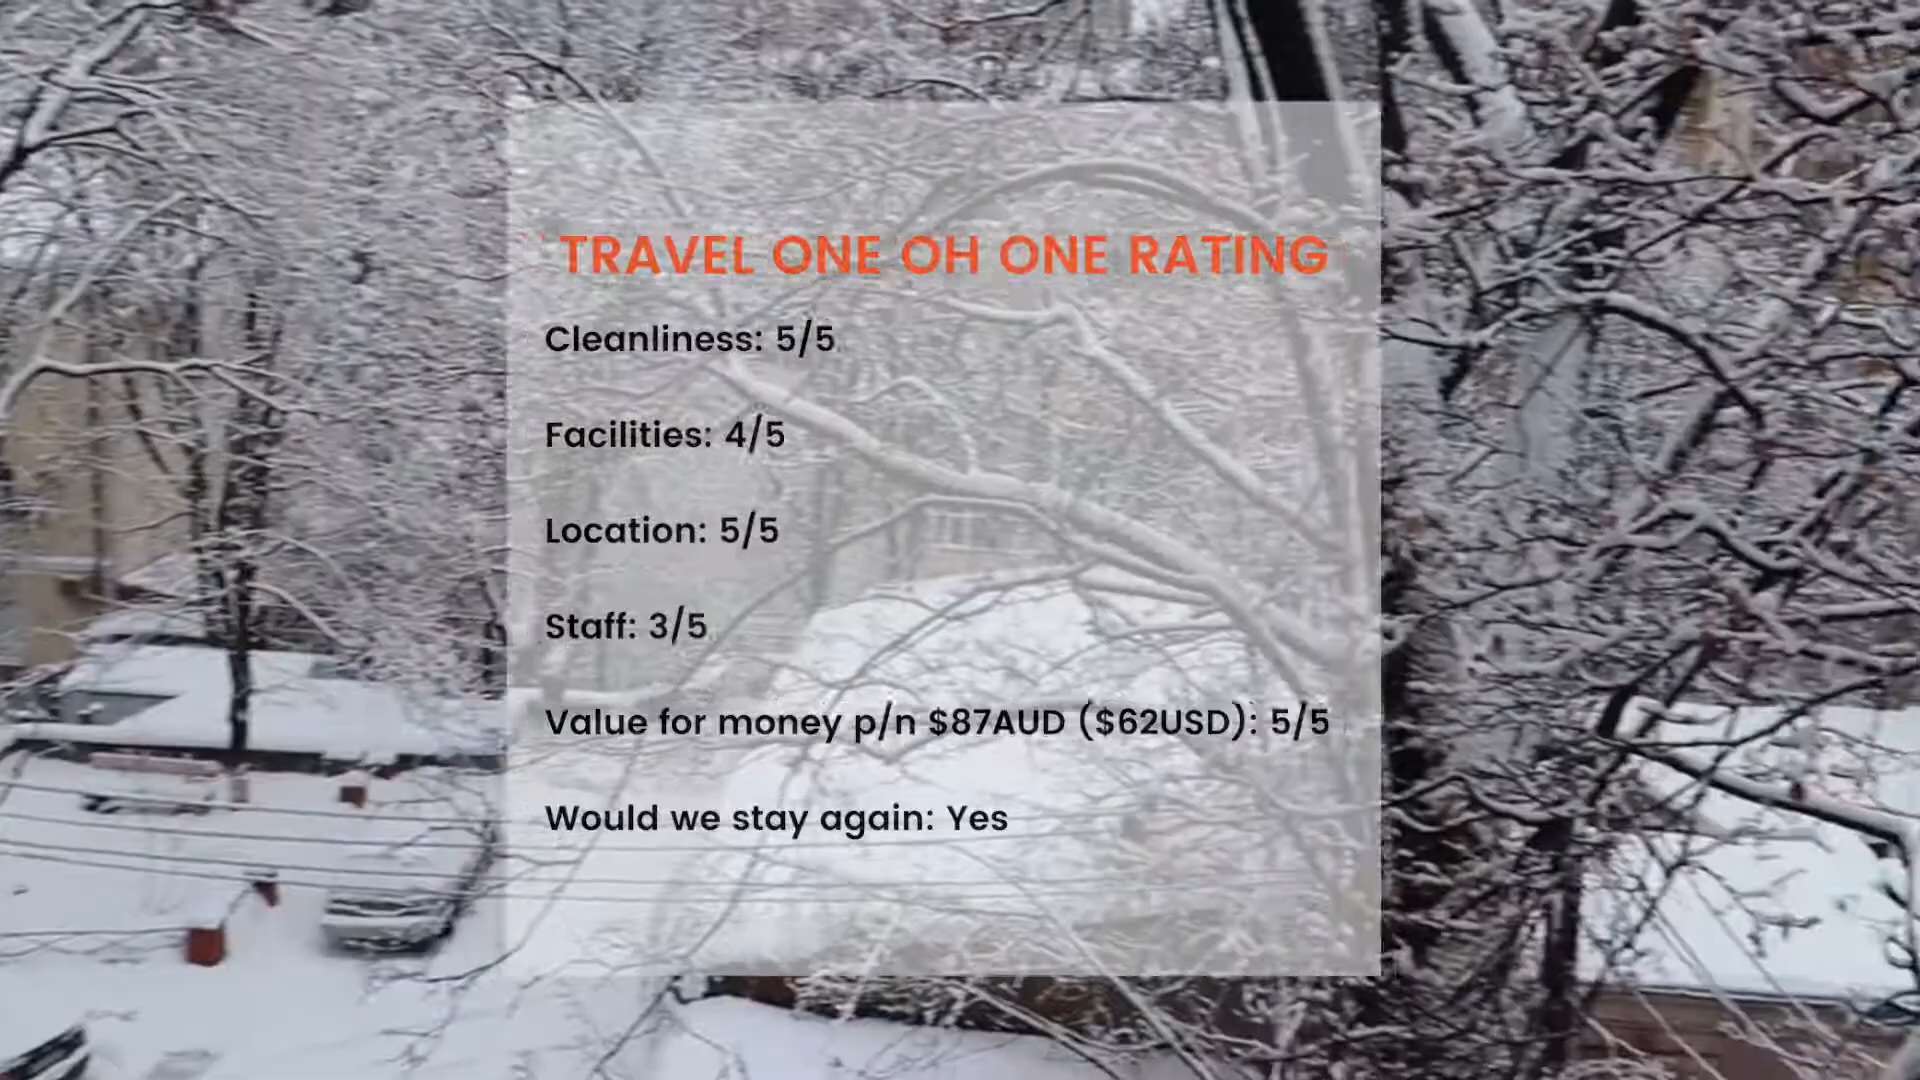 TRAVEL ONE OH ONE RATING
Cleanliness: 5/5
Facilities: 4/5
Location: 5/5
Staff: 3/5
Value for money p/n $87AUD ($62USD): 5/5
Would we stay again: Yes